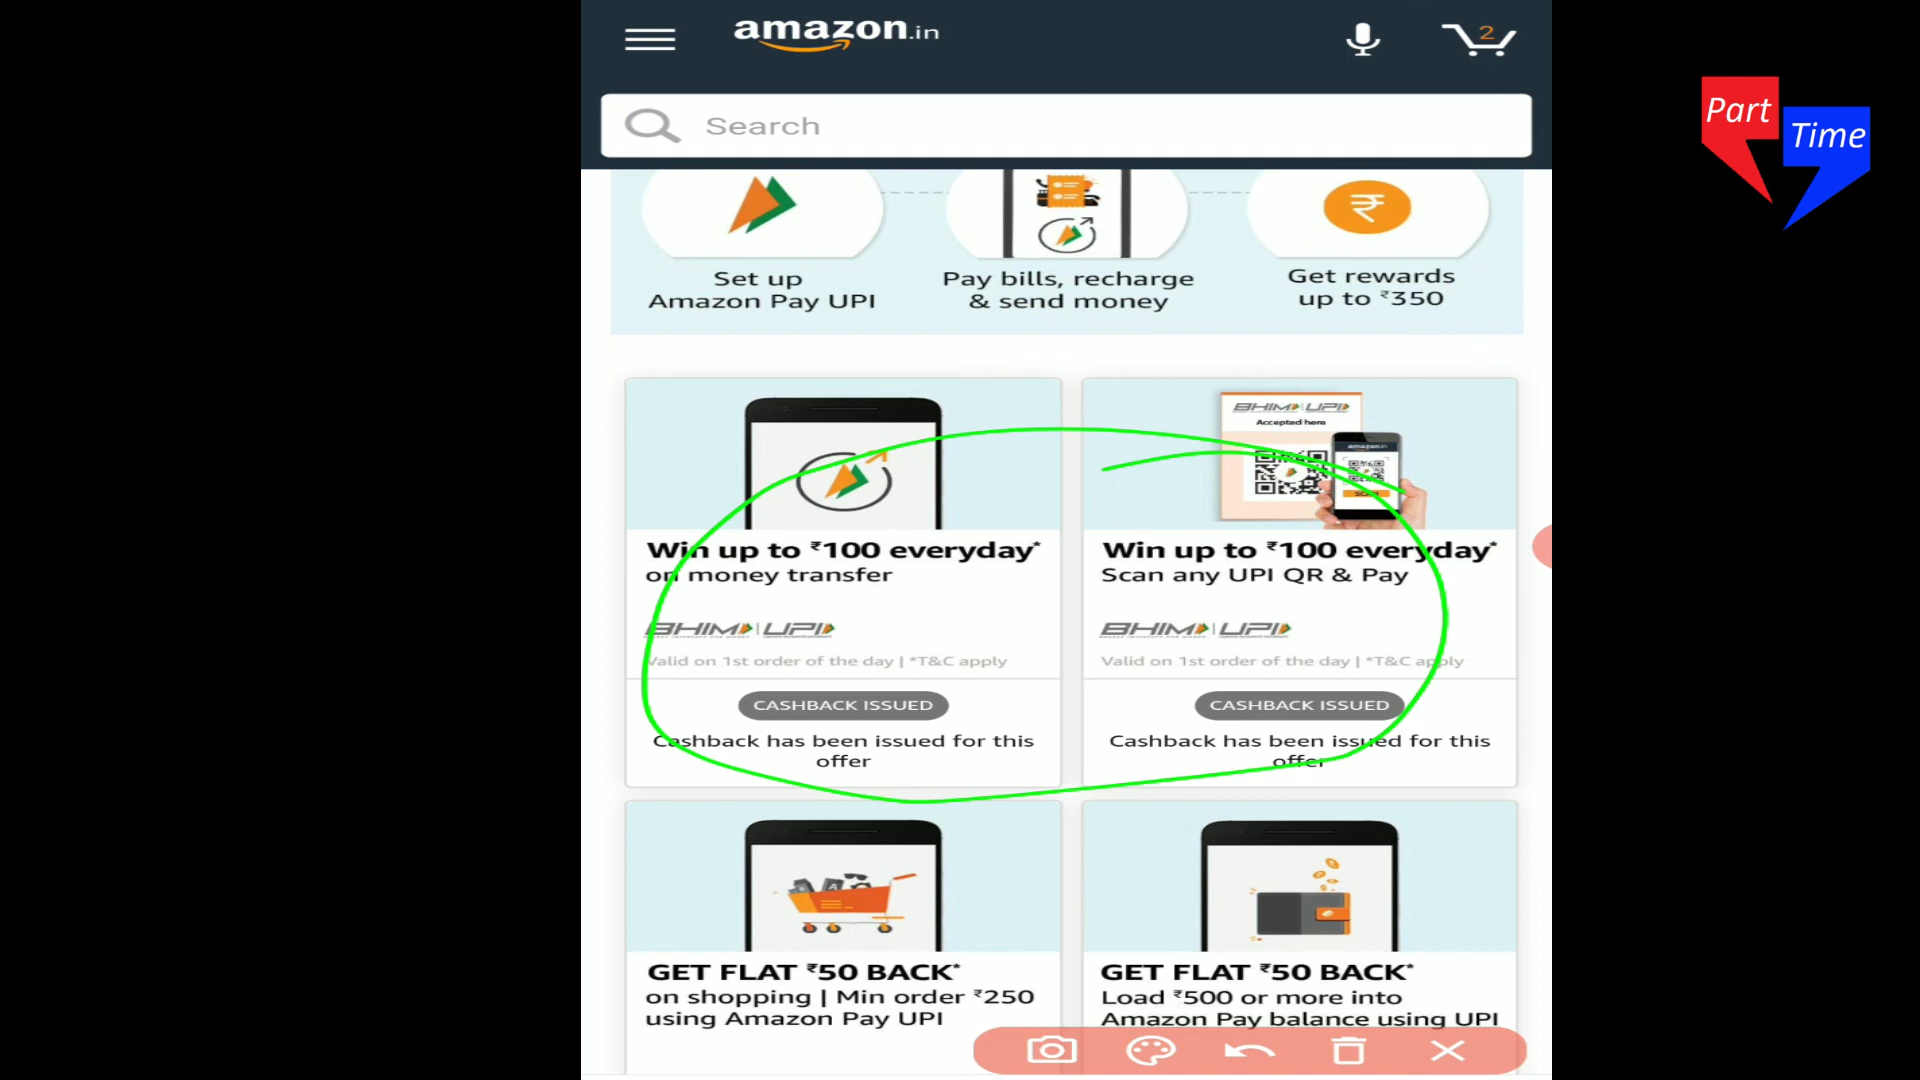 amazon.in
2
Search
Part
Time
Set up
Amazon Pay UPI
Pay bills, recharge
& send money
Get rewards
up to ₹350
BHIM UPI
Accepted here
amazon.in
SCAN
Win up to ₹100 everyday*
on money transfer
BHIM | UPI
Valid on 1st order of the day | *T&C apply
CASHBACK ISSUED
Cashback has been issued for this
offer
Win up to ₹100 everyday*
Scan any UPI QR & Pay
BHIM | UPI
Valid on 1st order of the day | *T&C apply
CASHBACK ISSUED
Cashback has been issued for this
offer
GET FLAT ₹50 BACK*
on shopping | Min order ₹250
using Amazon Pay UPI
GET FLAT ₹50 BACK*
Load ₹500 or more into
Amazon Pay balance using UPI